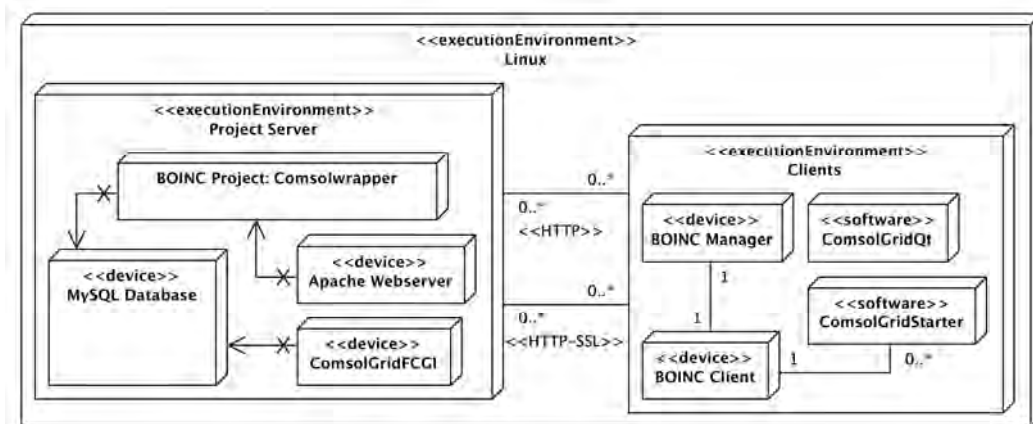 <<executionEnvironment>>
Linux
<<executionEnvironment>>
Project Server
BOINC Project: Comsolwrapper
<<device>>
MySQL Database
<<device>>
Apache Webserver
<<device>>
ComsolGridFCGI
0..*
0..*
<<HTTP>>
0..*
0..*
<<HTTP-SSL>>
<<executionEnvironment>>
Clients
<<device>>
BOINC Manager
<<software>>
ComsolGridQt
1
1
<<software>>
ComsolGridStarter
<<device>>
BOINC Client
1
0..*